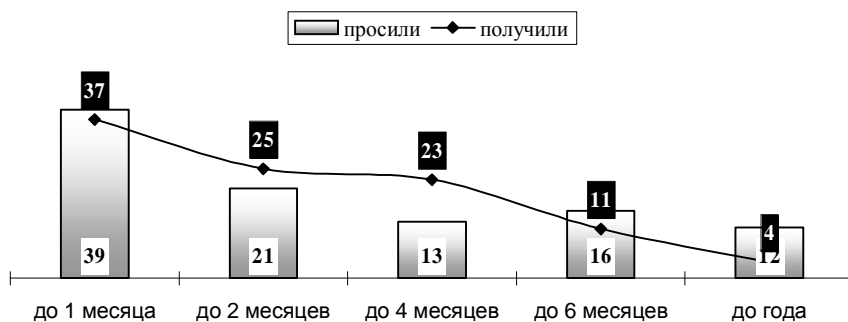 просили получили
37
25
23
11
4
39 21 13 16 12
до 1 месяца до 2 месяцев до 4 месяцев до 6 месяцев до года